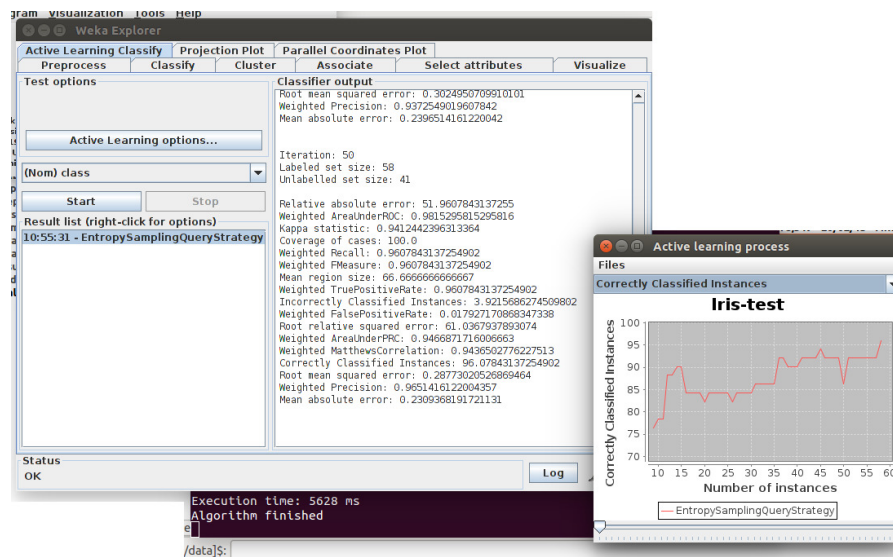 gram Visualization Tools Help
Weka Explorer
Active Learning Classify Projection Plot Parallel Coordinates Plot
Preprocess Classify Cluster Associate Select attributes Visualize
Test options
Active Learning options...
(Nom) class
Start Stop
Result list (right-click for options)
10:55:31 - EntropySamplingQueryStrategy
Classifier output
Root mean squared error: 0.3024950709910101
Weighted Precision: 0.9372549019607842
Mean absolute error: 0.2396514161220042
Iteration: 50
Labeled set size: 58
Unlabelled set size: 41
Relative absolute error: 51.9607843137255
Weighted AreaUnderROC: 0.9815295815295816
Kappa statistic: 0.9412442396313364
Coverage of cases: 100.0
Weighted Recall: 0.9607843137254902
Weighted FMeasure: 0.9607843137254902
Mean region size: 66.6666666666667
Weighted TruePositiveRate: 0.9607843137254902
Incorrectly Classified Instances: 3.9215686274509802
Weighted FalsePositiveRate: 0.017927170868347338
Root relative squared error: 61.0367937893074
Weighted AreaUnderPRC: 0.9466871716006663
Weighted MatthewsCorrelation: 0.9436502776227513
Correctly Classified Instances: 96.07843137254902
Root mean squared error: 0.28773020526869464
Weighted Precision: 0.9651416122004357
Mean absolute error: 0.2309368191721131
Status
OK
Log
Execution time: 5628 ms
Algorithm finished
/data]$:
Active learning process
Files
Correctly Classified Instances
Iris-test
Correctly Classified Instances
100
95
90
85
80
75
70
10 15 20 25 30 35 40 45 50 55 60
Number of instances
EntropySamplingQueryStrategy